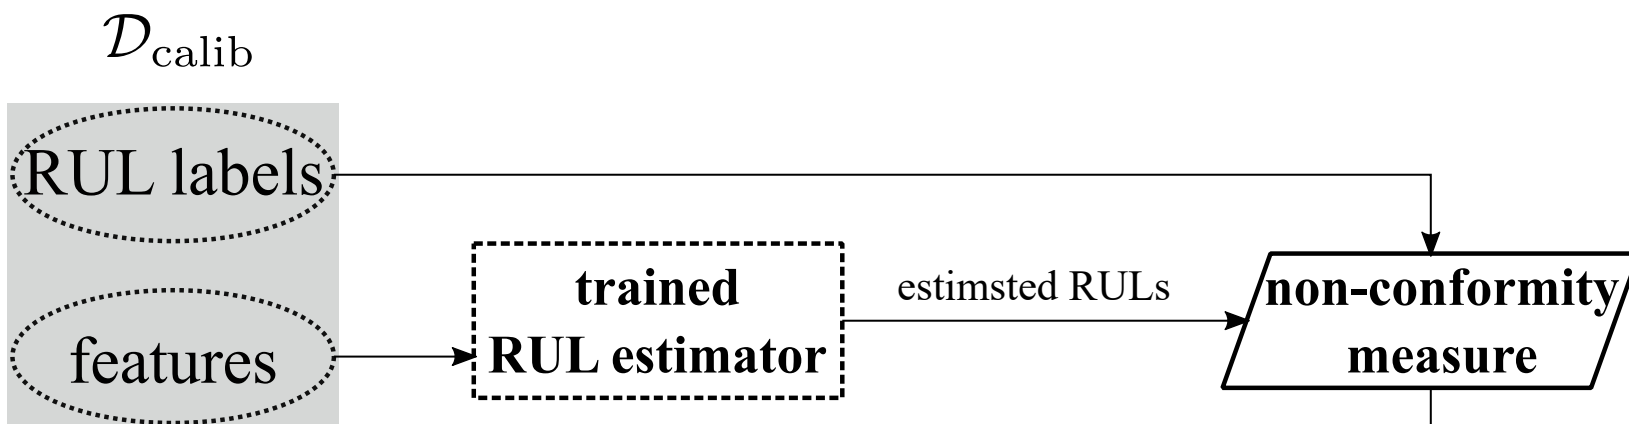 𝒟calib
RUL labels
features
trained
RUL estimator
estimsted RULs
non-conformity
measure